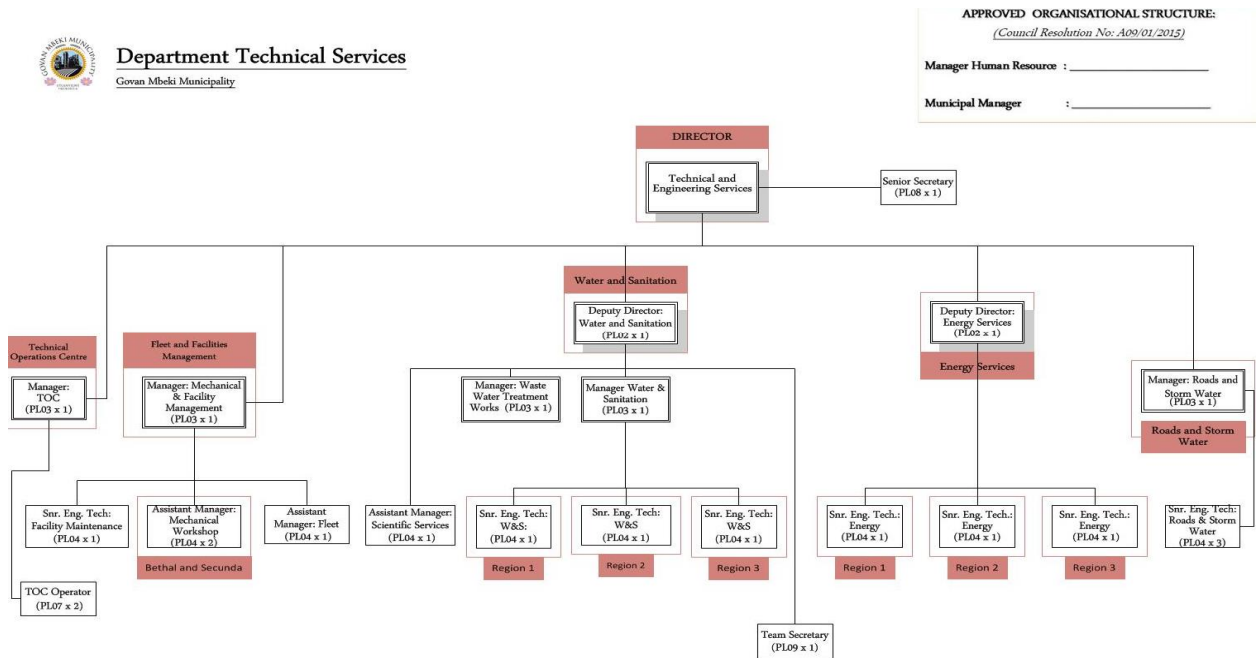 APPROVED ORGANISATIONAL STRUCTURE:
(Council Resolution No: A09/01/2015)
Manager Human Resource :
Municipal Manager :
GOVAN MBEKI MUNICIPALITY
Department Technical Services
Govan Mbeki Municipality
DIRECTOR
Technical and
Engineering Services
Senior Secretary
(PL08 x 1)
Water and Sanitation
Deputy Director:
Water and Sanitation
(PL02 x 1)
Deputy Director:
Energy Services
(PL02 x 1)
Energy Services
Technical
Operations Centre
Manager:
TOC
(PL03 x 1)
Fleet and Facilities
Management
Manager: Mechanical
& Facility Management
(PL03 x 1)
Manager: Waste
Water Treatment
Works (PL03 x 1)
Manager Water &
Sanitation
(PL03 x 1)
Manager: Roads and
Storm Water
(PL03 x 1)
Roads and Storm
Water
Snr. Eng. Tech:
Facility Maintenance
(PL04 x 1)
Assistant Manager:
Mechanical
Workshop
(PL04 x 2)
Bethal and Secunda
Assistant
Manager: Fleet
(PL04 x 1)
Assistant Manager:
Scientific Services
(PL04 x 1)
Snr. Eng. Tech:
W&S:
(PL04 x 1)
Region 1
Snr. Eng. Tech:
W&S
(PL04 x 1)
Region 2
Snr. Eng. Tech:
W&S
(PL04 x 1)
Region 3
Snr. Eng. Tech.:
Energy
(PL04 x 1)
Region 1
Snr. Eng. Tech.:
Energy
(PL04 x 1)
Region 2
Snr. Eng. Tech.:
Energy
(PL04 x 1)
Region 3
Snr. Eng. Tech:
Roads & Storm
Water
(PL04 x 3)
TOC Operator
(PL07 x 2)
Team Secretary
(PL09 x 1)